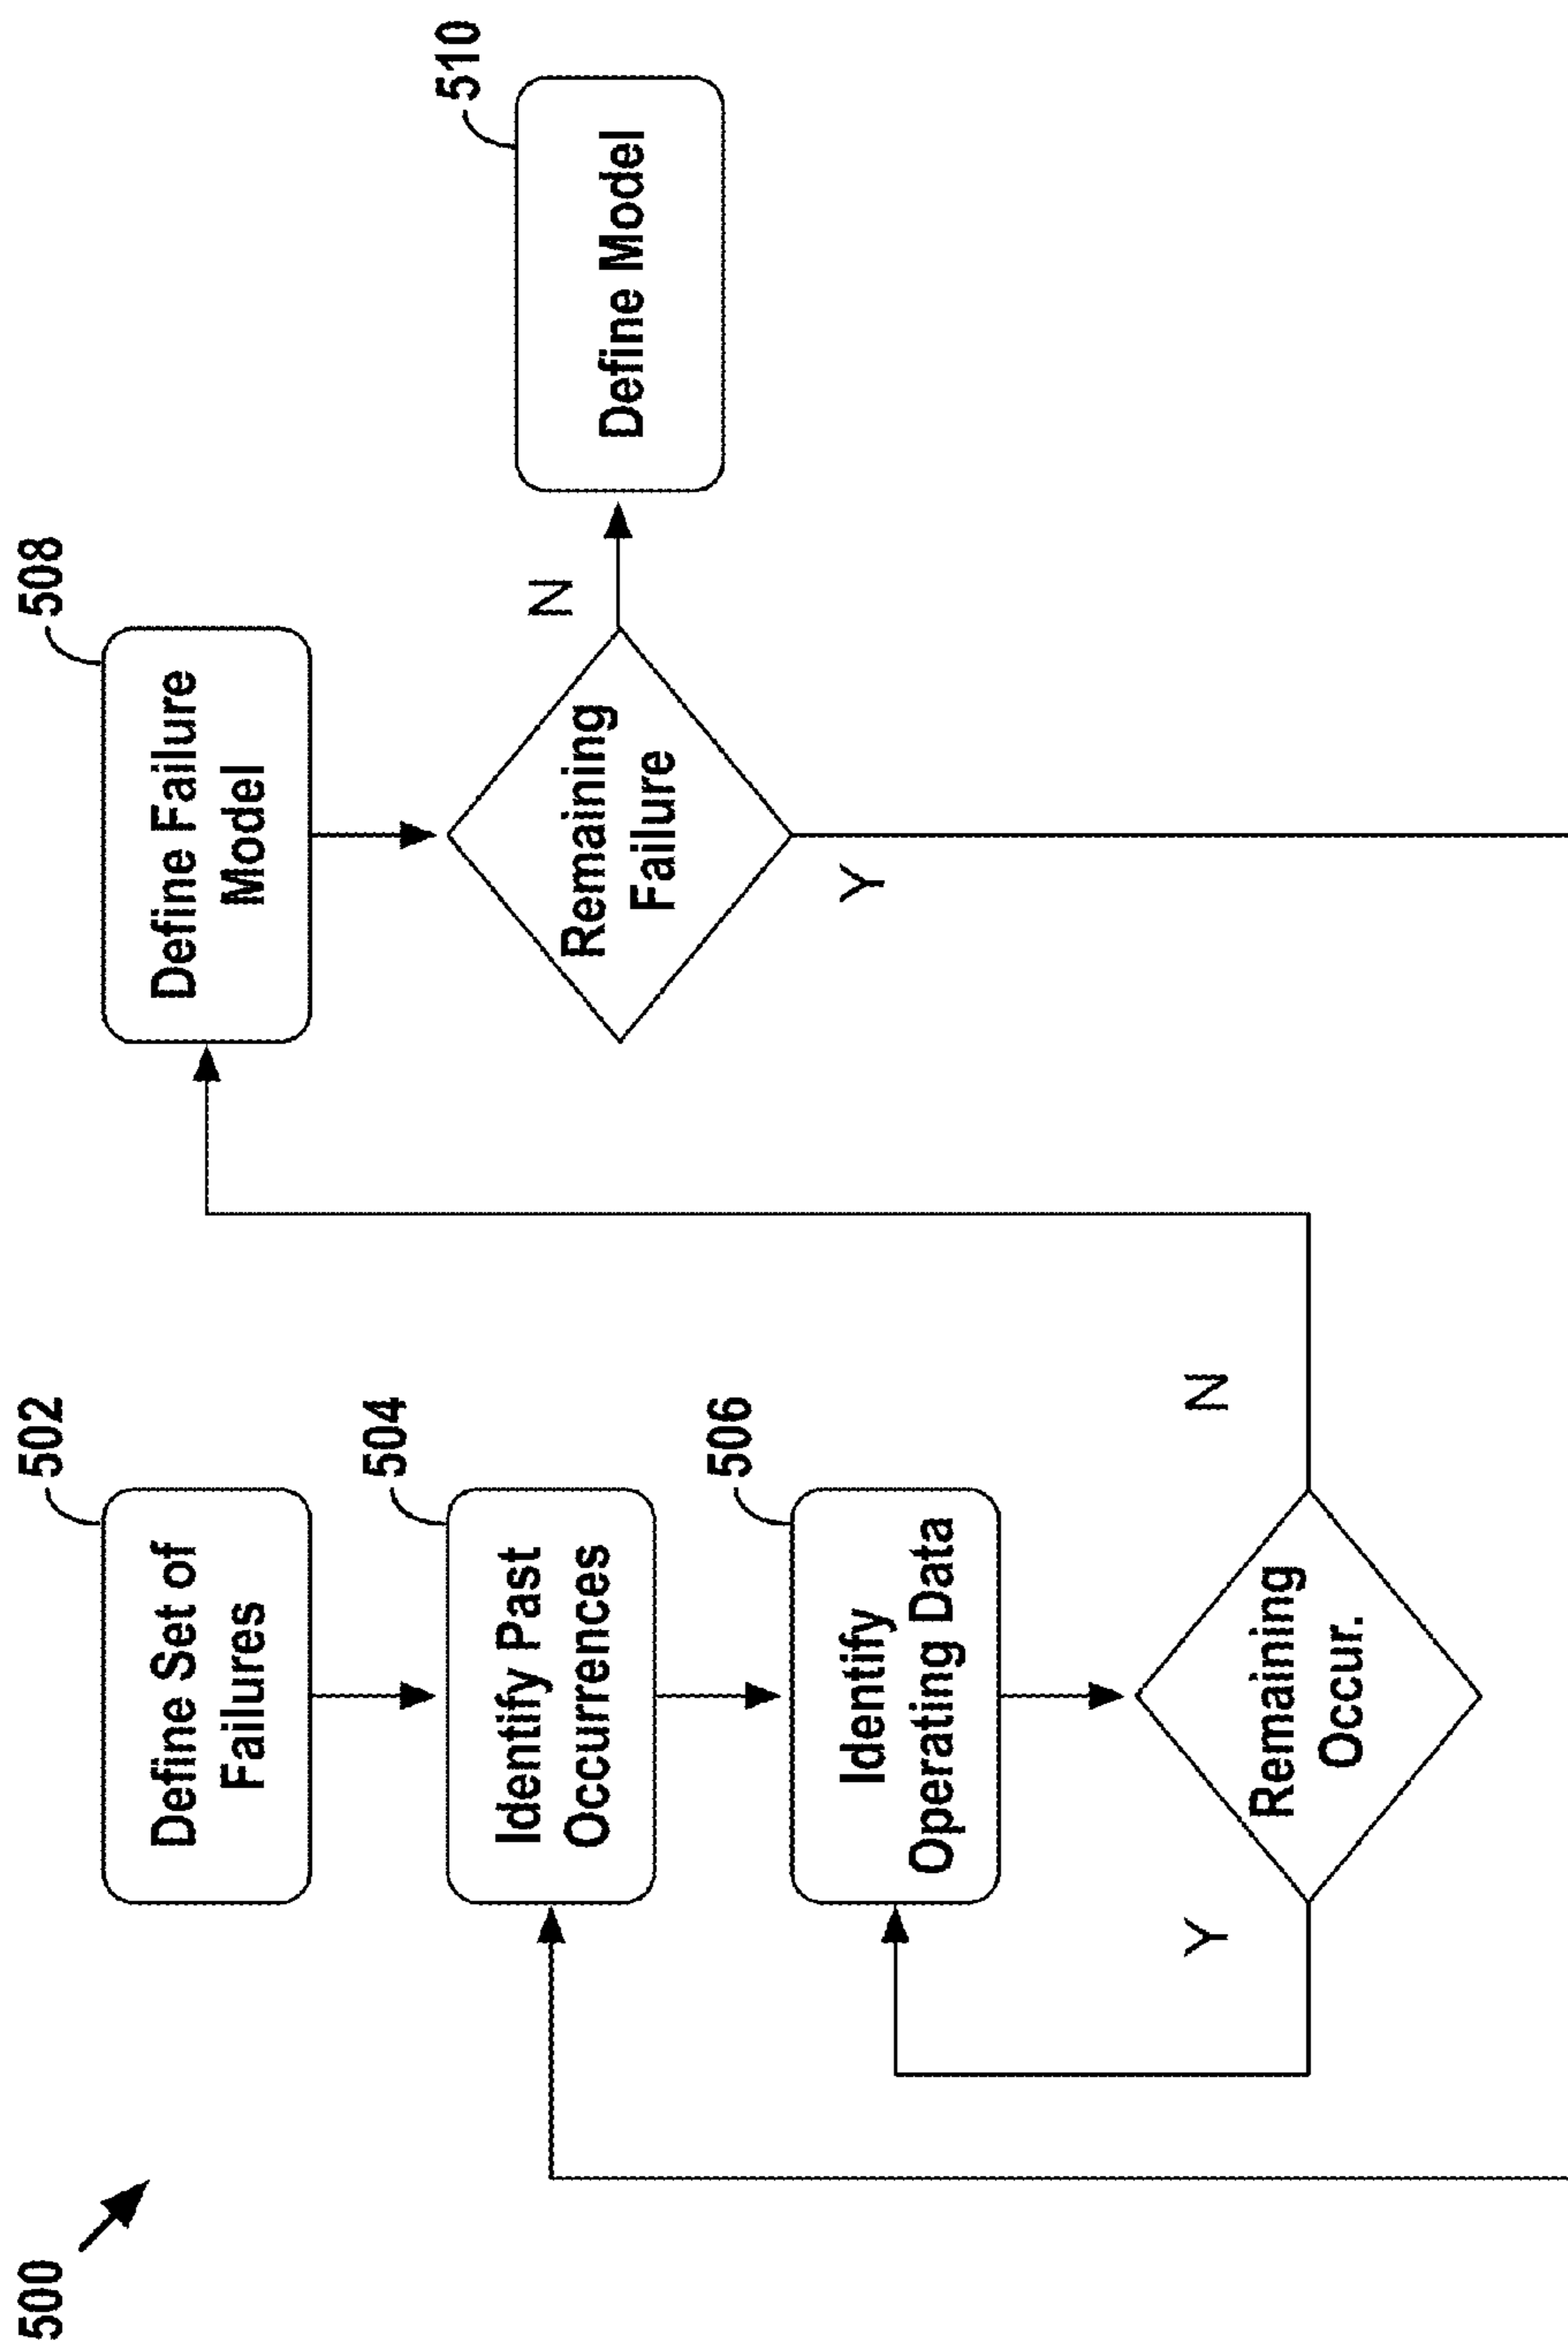 500
502
Define Set of
Failures
504
Identify Past
Occurrences
506
Identify
Operating Data
Remaining
Occur.
Y
N
508
Define Failure
Model
Remaining
Failure
N
Y
510
Define Model